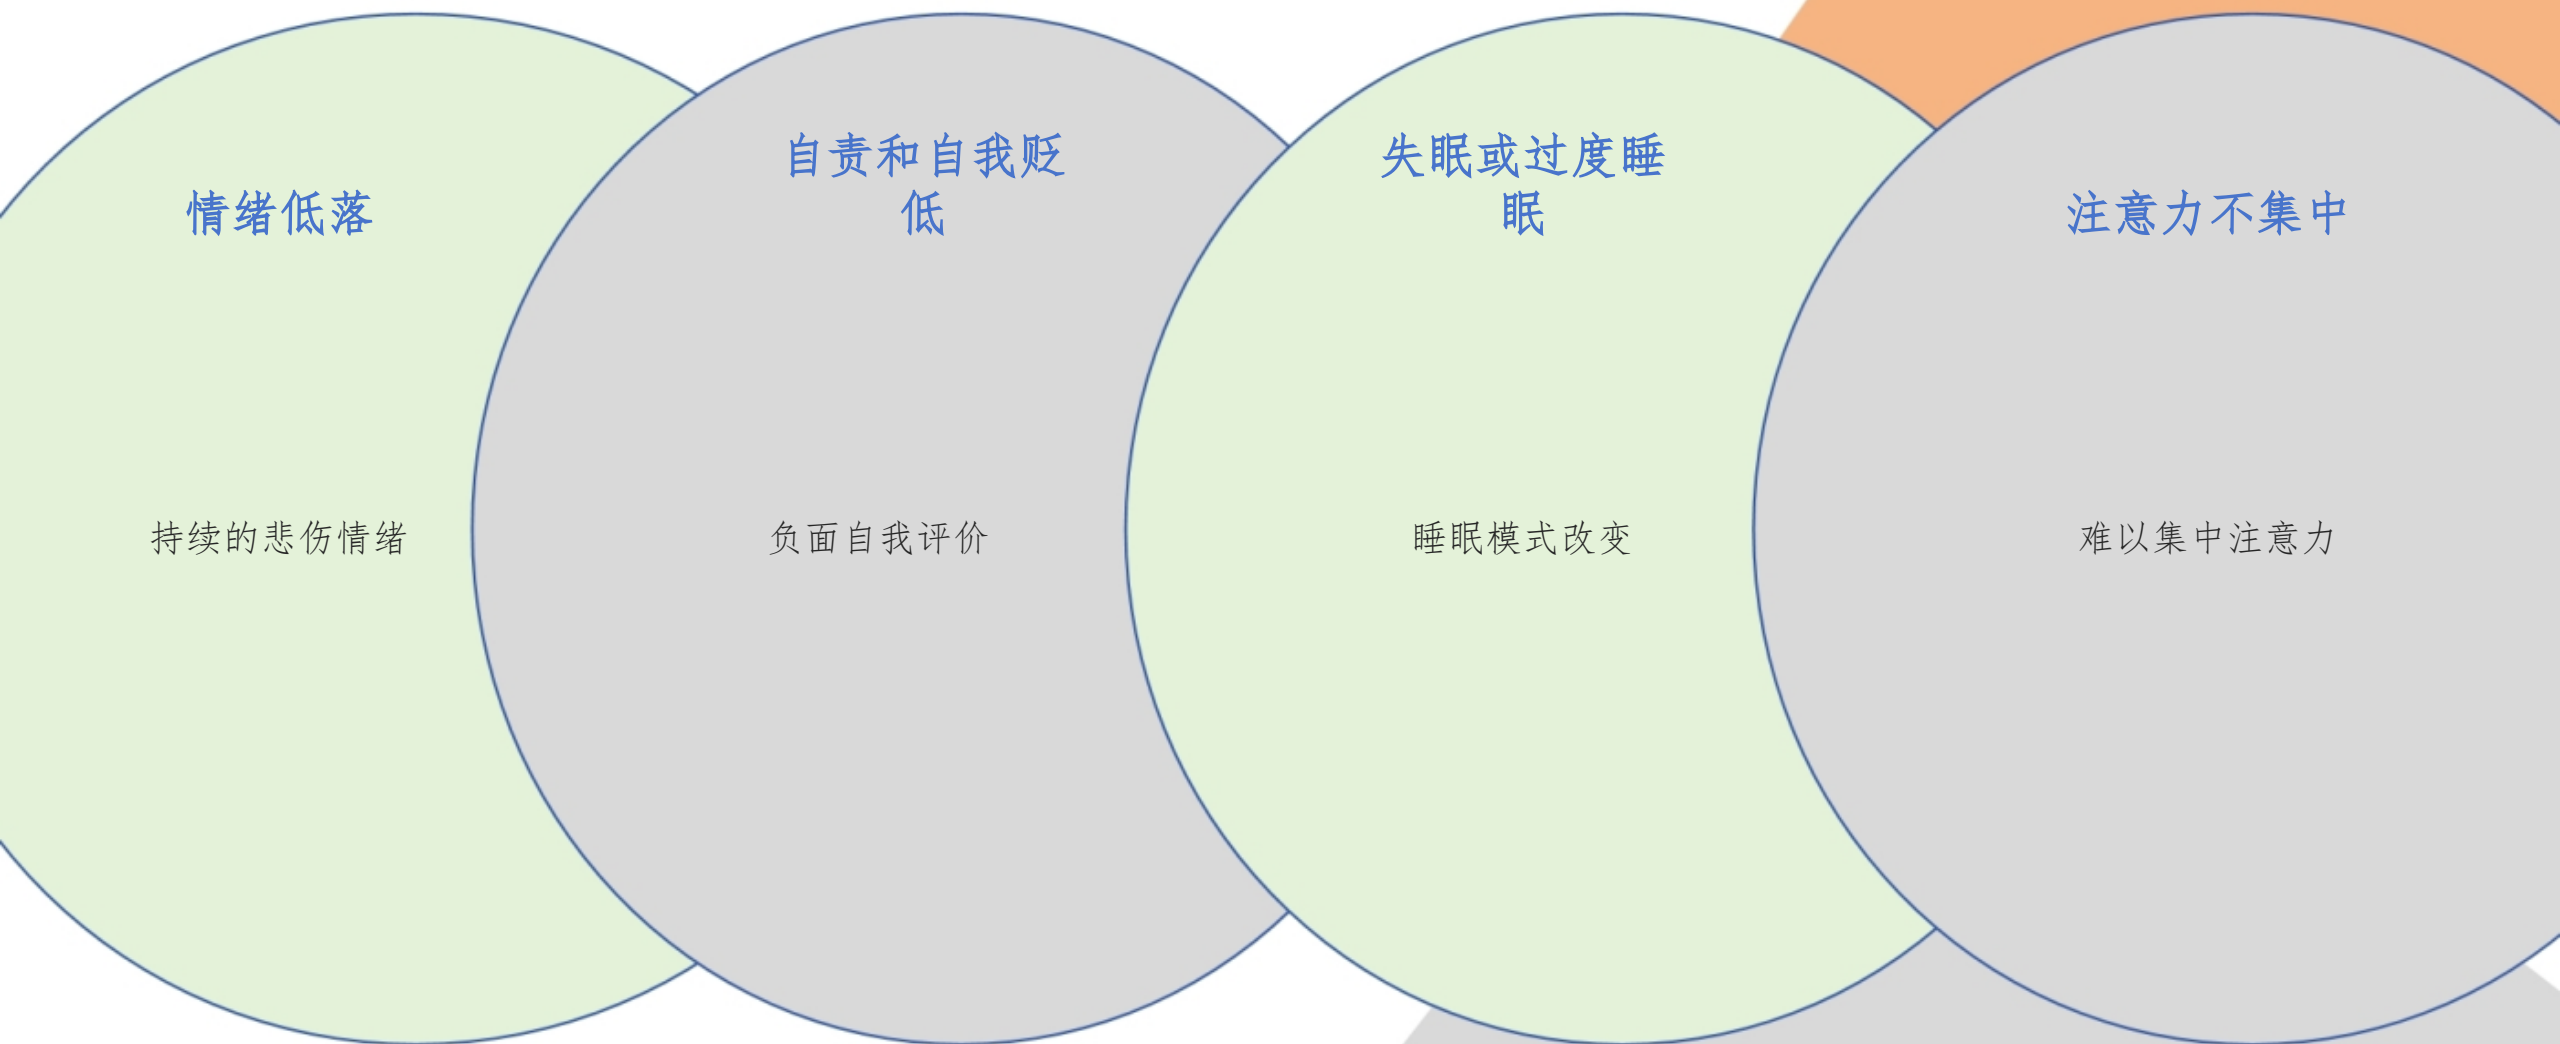 情绪低落
持续的悲伤情绪
自责和自我贬
低
负面自我评价
失眠或过度睡
眠
睡眠模式改变
注意力不集中
难以集中注意力